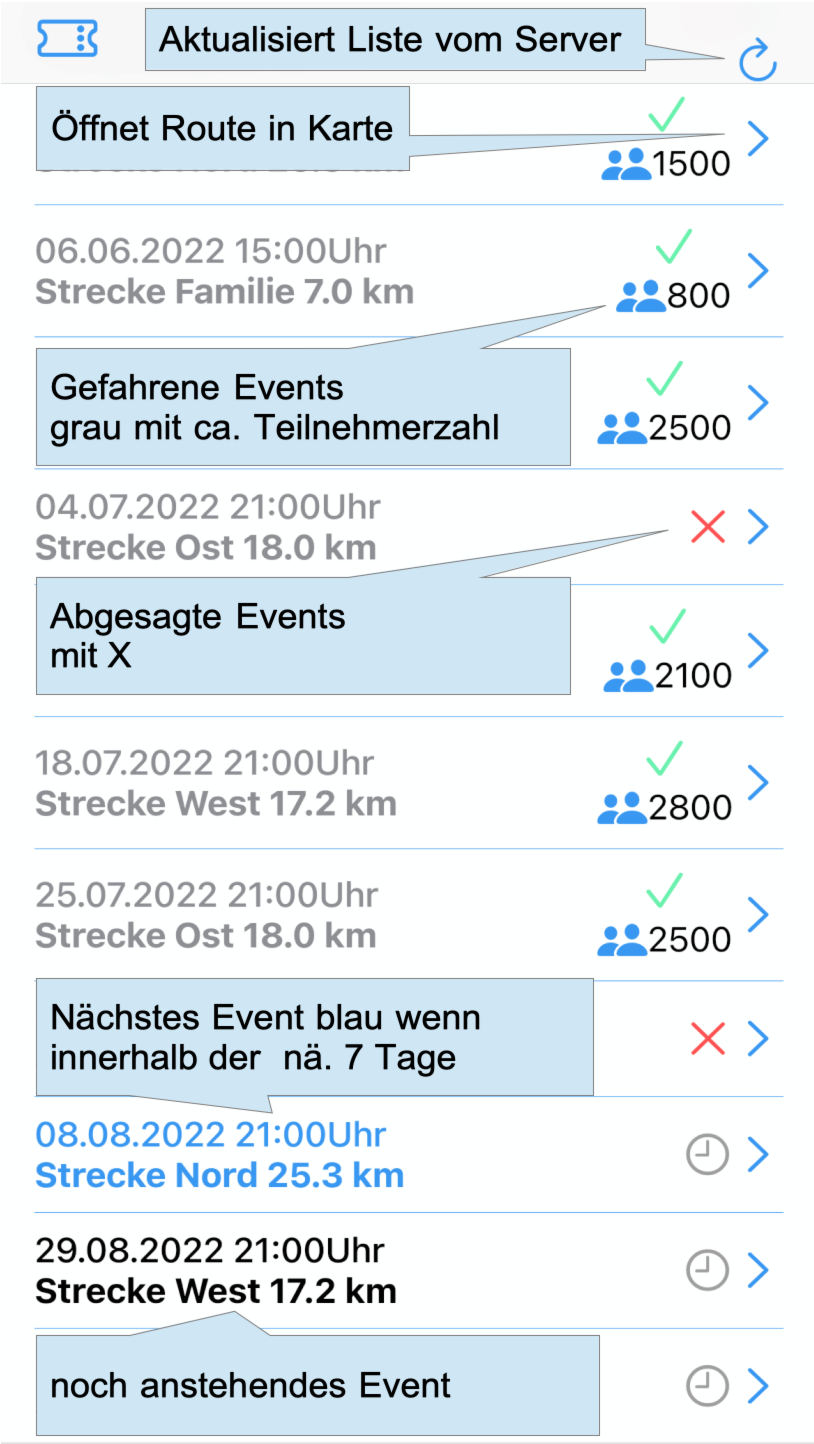 Aktualisiert Liste vom Server
Öffnet Route in Karte
1500
06.06.2022 15:00Uhr
Strecke Familie 7.0 km
800
Gefahrene Events
grau mit ca. Teilnehmerzahl
2500
04.07.2022 21:00Uhr
Strecke Ost 18.0 km
Abgesagte Events
mit X
2100
18.07.2022 21:00Uhr
Strecke West 17.2 km
2800
25.07.2022 21:00Uhr
Strecke Ost 18.0 km
2500
Nächstes Event blau wenn
innerhalb der  nä. 7 Tage
08.08.2022 21:00Uhr
Strecke Nord 25.3 km
29.08.2022 21:00Uhr
Strecke West 17.2 km
noch anstehendes Event